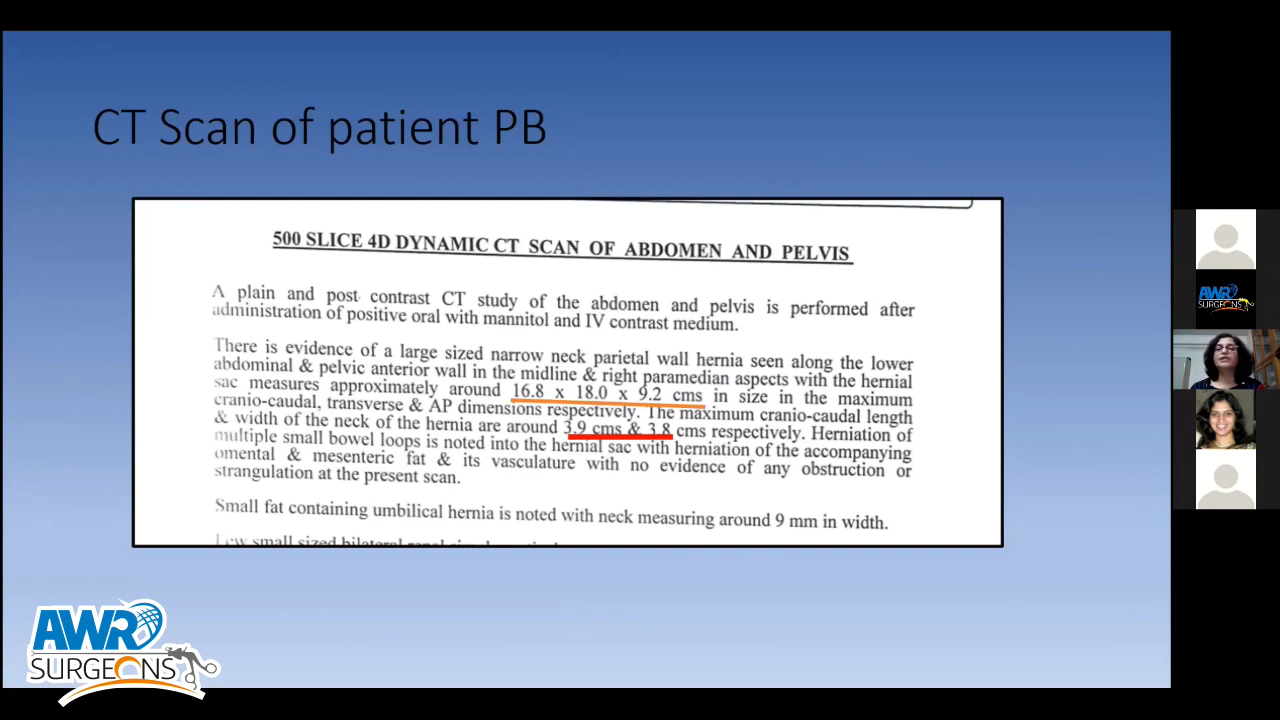 CT Scan of patient PB
500 SLICE 4D DYNAMIC CT SCAN OF ABDOMEN AND PELVIS
A plain and post contrast CT study of the abdomen and pelvis is performed after
administration of positive oral with mannitol and IV contrast medium.
There is evidence of a large sized narrow neck parietal wall hernia seen along the lower
abdominal & pelvic anterior wall in the midline & right paramedian aspects with the hernial
sac measures approximately around 16.8 x 18.0 x 9.2 cms in size in the maximum
cranio-caudal, transverse & AP dimensions respectively. The maximum cranio-caudal length
& width of the neck of the hernia are around 3.9 cms & 3.8 cms respectively. Herniation of
multiple small bowel loops is noted into the hernial sac with herniation of the accompanying
omental & mesenteric fat & its vasculature with no evidence of any obstruction or
strangulation at the present scan.
Small fat containing umbilical hernia is noted with neck measuring around 9 mm in width.
small sized bilateral renal
AWR
SURGEONS
AWR
SURGEONS